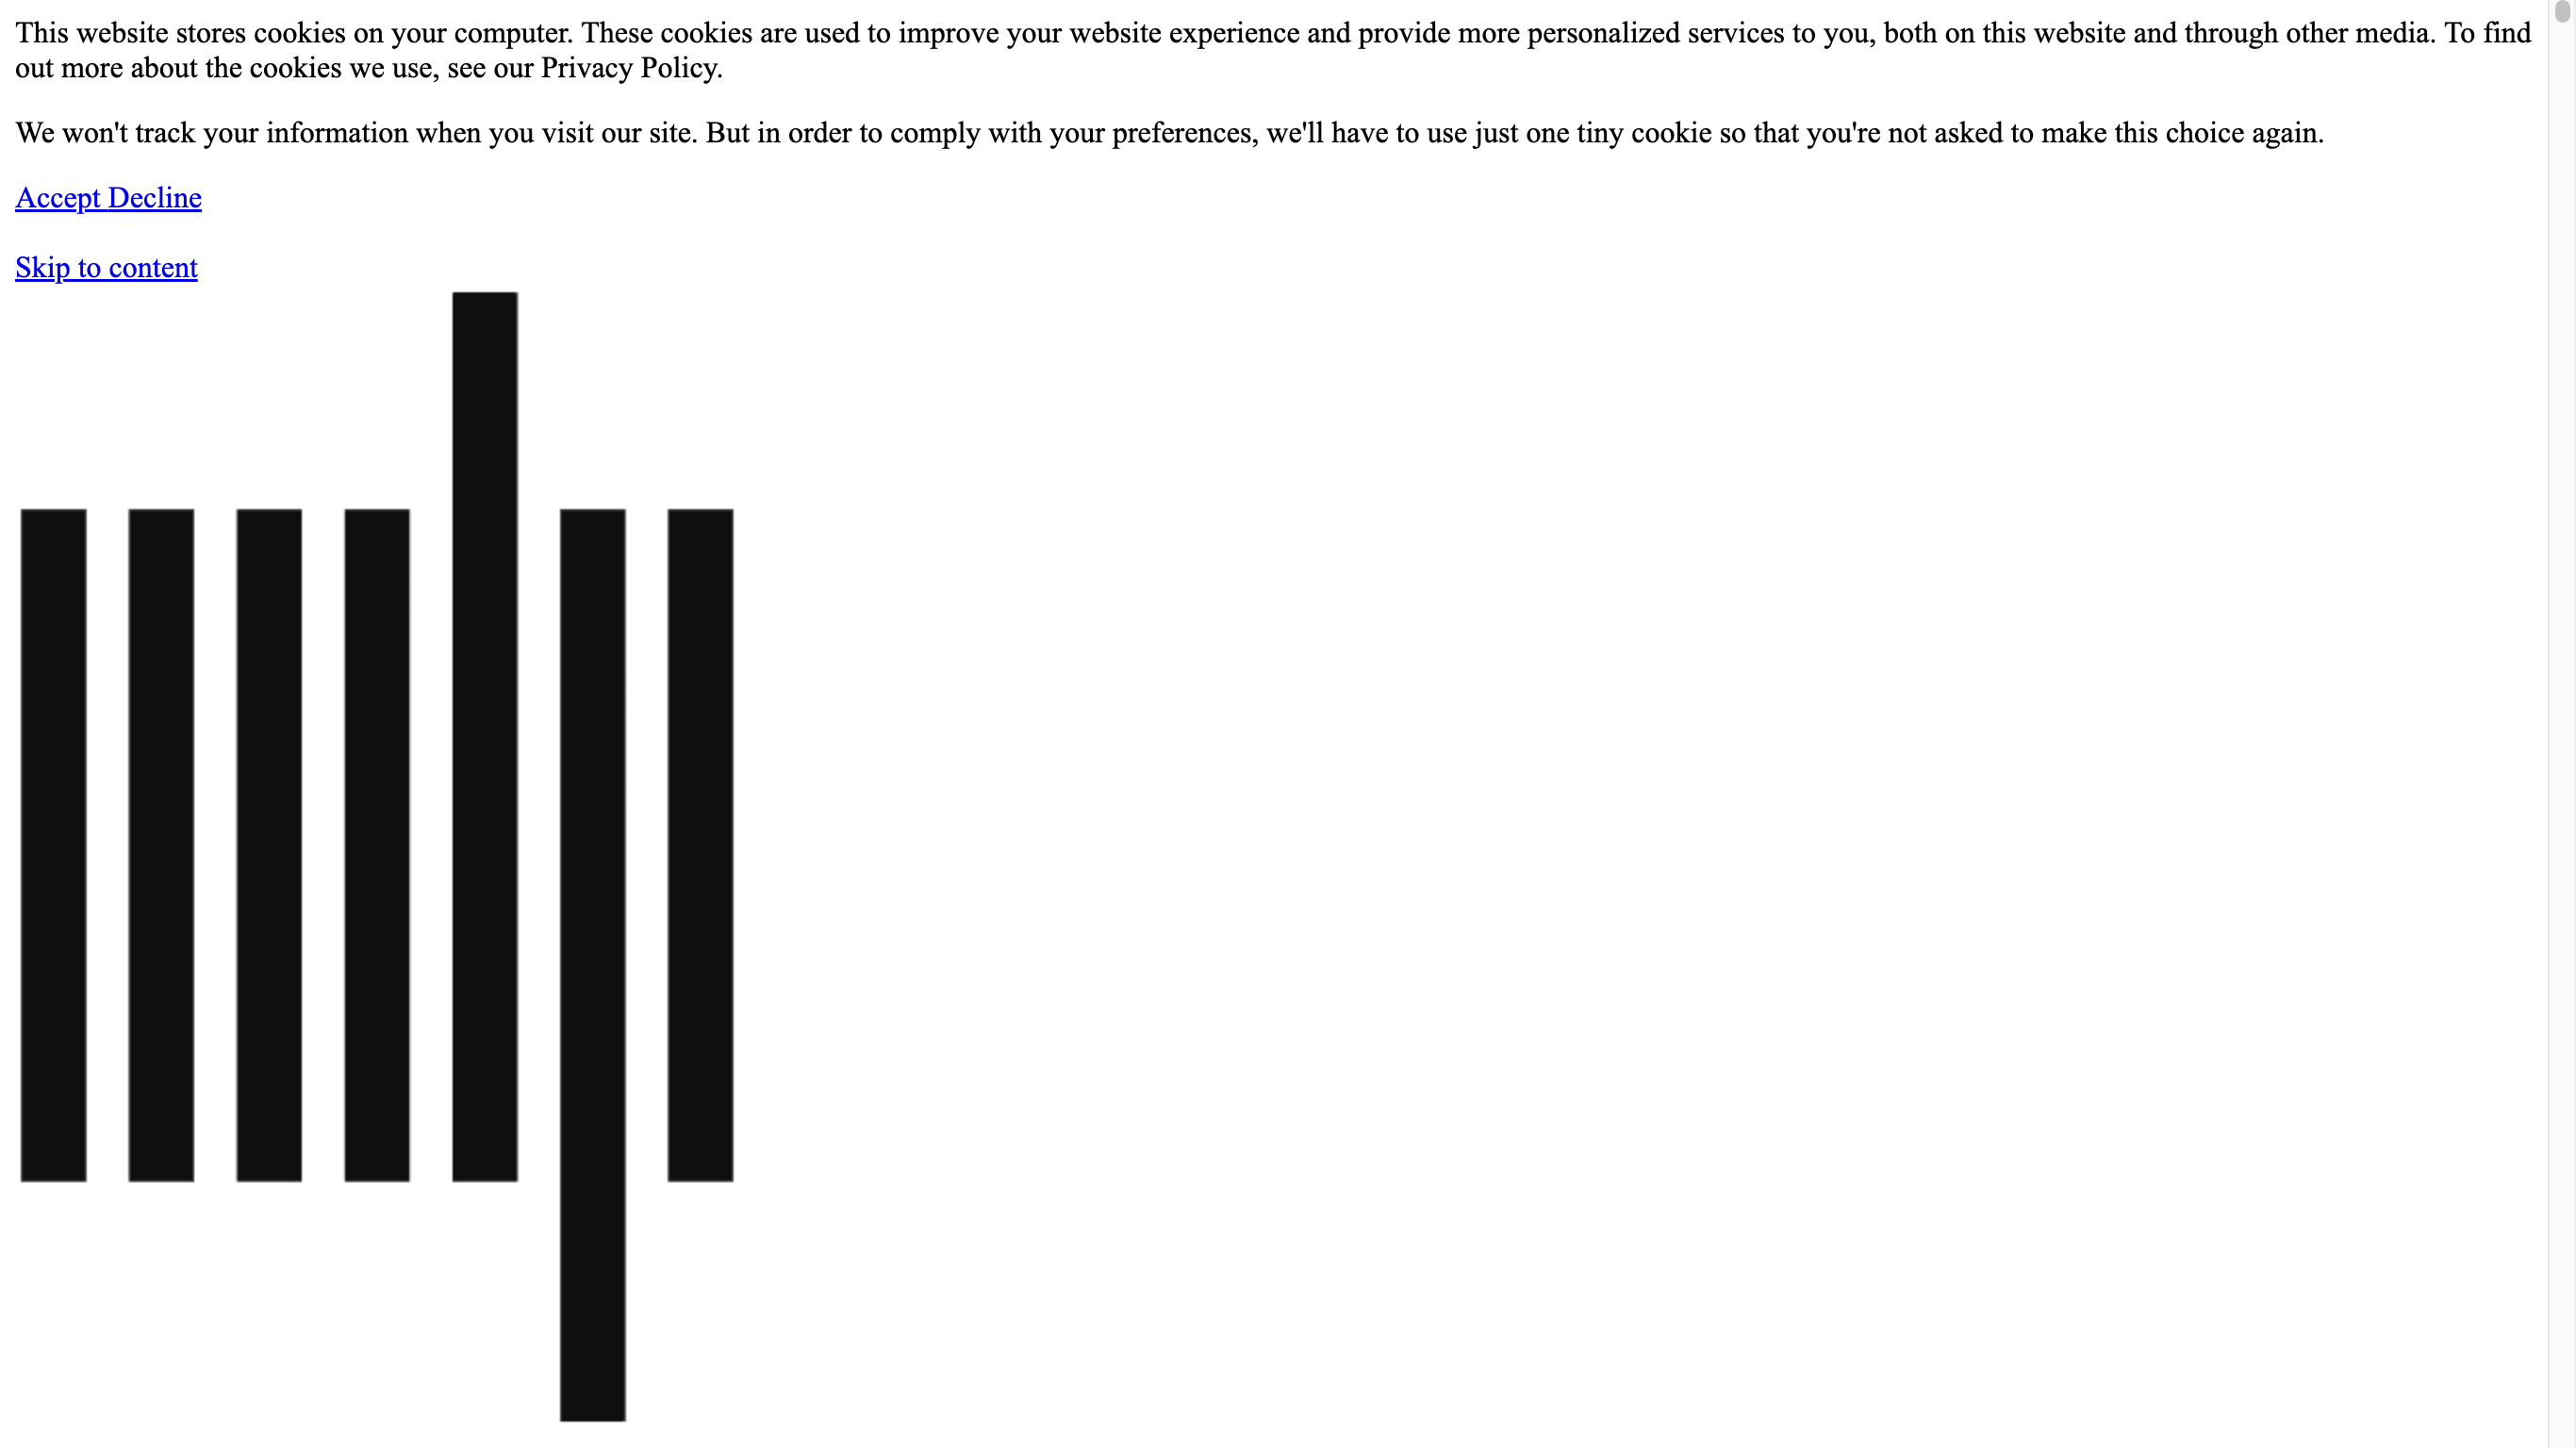 This website stores cookies on your computer. These cookies are used to improve your website experience and provide more personalized services to you, both on this website and through other media. To find
out more about the cookies we use, see our Privacy Policy.
We won't track your information when you visit our site. But in order to comply with your preferences, we'll have to use just one tiny cookie so that you're not asked to make this choice again.
Accept Decline
Skip to content